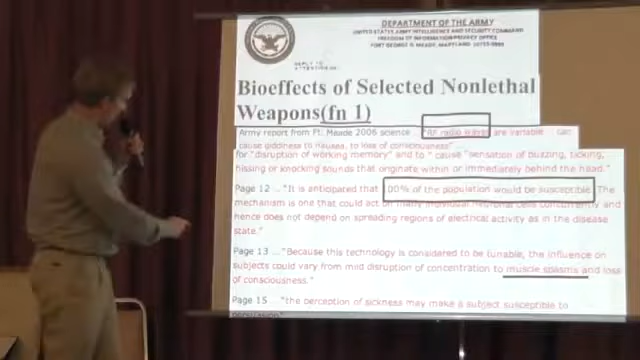 DEPARTMENT OF THE ARMY
UNITED STATES ARMY INTELLIGENCE AND SECURITY COMMAND
FREEDOM OF INFORMATION/PRIVACY OFFICE
FORT GEORGE G. MEADE, MARYLAND 20755-5995
REPLY TO
ATTENTION OF:
Bioeffects of Selected Nonlethal
Weapons(fn 1)
Army report from Ft. Meade 2006 science "RF radio waves are variable can
cause giddiness to nausea, to loss of consciousness"
for "disruption of working memory" and to " cause "sensation of buzzing, ticking,
hissing or knocking sounds that originate within or immediately behind the head."
Page 12 ... "It is anticipated that 00% of the population would be susceptible. The
mechanism is one that could act on many individual neuronal cells concurrently and
hence does not depend on spreading regions of electrical activity as in the disease
state."
Page 13 ... "Because this technology is considered to be tunable, the influence on
subjects could vary from mild disruption of concentration to muscle spasms and loss
of consciousness."
Page 15 ... "the perception of sickness may make a subject susceptible to